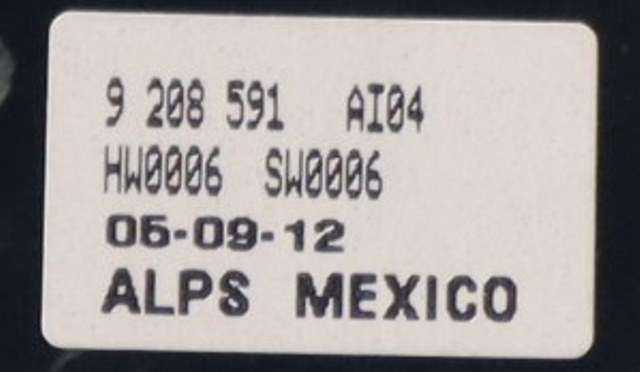 9 208 591 AI04
HW0006 SW0006
05-09-12
ALPS MEXICO